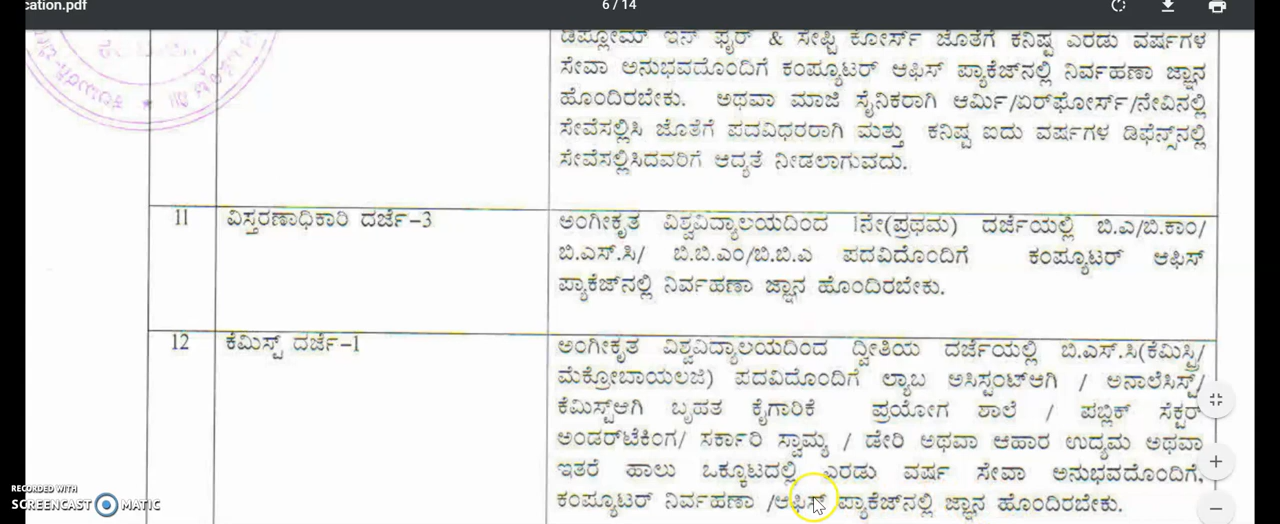 cation.pdf
6 / 14
ಡಿಪ್ಲೋಮ್ ಇನ್ ಫೈರ್ & ಸೇಫ್ಟಿ ಕೋರ್ಸ್ ಜೊತೆಗೆ ಕನಿಷ್ಟ ಎರಡು ವರ್ಷಗಳ
ಸೇವಾ ಅನುಭವದೊಂದಿಗೆ ಕಂಪ್ಯೂಟರ್ ಆಫಿಸ್ ಪ್ಯಾಕೆಜ್‌ನಲ್ಲಿ ನಿರ್ವಹಣಾ ಜ್ಞಾನ
ಹೊಂದಿರಬೇಕು. ಅಥವಾ ಮಾಜಿ ಸೈನಿಕರಾಗಿ ಆರ್ಮಿ/ಏರ್‌ಫೋರ್ಸ್/ನೇವಿನಲ್ಲಿ
ಸೇವೆಸಲ್ಲಿಸಿ ಜೊತೆಗೆ ಪದವಿಧರರಾಗಿ ಮತ್ತು ಕನಿಷ್ಟ ಐದು ವರ್ಷಗಳ ಡಿಫೆನ್ಸ್‌ನಲ್ಲಿ
ಸೇವೆಸಲ್ಲಿಸಿದವರಿಗೆ ಆದ್ಯತೆ ನೀಡಲಾಗುವದು.
11 ವಿಸ್ತರಣಾಧಿಕಾರಿ ದರ್ಜೆ-3
ಅಂಗೀಕೃತ ವಿಶ್ವವಿದ್ಯಾಲಯದಿಂದ 1ನೇ(ಪ್ರಥಮ) ದರ್ಜೆಯಲ್ಲಿ ಬಿ.ಎ/ಬಿ.ಕಾಂ/
ಬಿ.ಎಸ್.ಸಿ/ ಬಿ.ಬಿ.ಎಂ/ಬಿ.ಬಿ.ಎ ಪದವಿದೊಂದಿಗೆ ಕಂಪ್ಯೂಟರ್ ಆಫಿಸ್
ಪ್ಯಾಕೆಜ್‌ನಲ್ಲಿ ನಿರ್ವಹಣಾ ಜ್ಞಾನ ಹೊಂದಿರಬೇಕು.
12 ಕೆಮಿಸ್ಟ್ ದರ್ಜೆ-1
ಅಂಗೀಕೃತ ವಿಶ್ವವಿದ್ಯಾಲಯದಿಂದ ದ್ವೀತಿಯ ದರ್ಜೆಯಲ್ಲಿ ಬಿ.ಎಸ್.ಸಿ(ಕೆಮಿಸ್ಟ್ರಿ/
ಮೆಕ್ರೋಬಾಯಲಜಿ) ಪದವಿದೊಂದಿಗೆ ಲ್ಯಾಬ ಅಸಿಸ್ಟಂಟ್‌ಆಗಿ / ಅನಾಲೆಸಿಸ್ಟ್/
ಕೆಮಿಸ್ಟ್‌ಆಗಿ ಬೃಹತ ಕೈಗಾರಿಕೆ ಪ್ರಯೋಗ ಶಾಲೆ / ಪಬ್ಲಿಕ್ ಸೆಕ್ಟರ್
ಅಂಡರ್‌ಟೆಕಿಂಗ/ ಸರ್ಕಾರಿ ಸ್ವಾಮ್ಯ / ಡೇರಿ ಅಥವಾ ಆಹಾರ ಉದ್ಯಮ ಅಥವಾ
ಇತರೆ ಹಾಲು ಒಕ್ಕೂಟದಲ್ಲಿ ಎರಡು ವರ್ಷ ಸೇವಾ ಅನುಭವದೊಂದಿಗೆ,
ಕಂಪ್ಯೂಟರ್ ನಿರ್ವಹಣಾ /ಆಫಿಸ್ ಪ್ಯಾಕೆಜ್‌ನಲ್ಲಿ ಜ್ಞಾನ ಹೊಂದಿರಬೇಕು.
RECORDED WITH
SCREENCAST MATIC